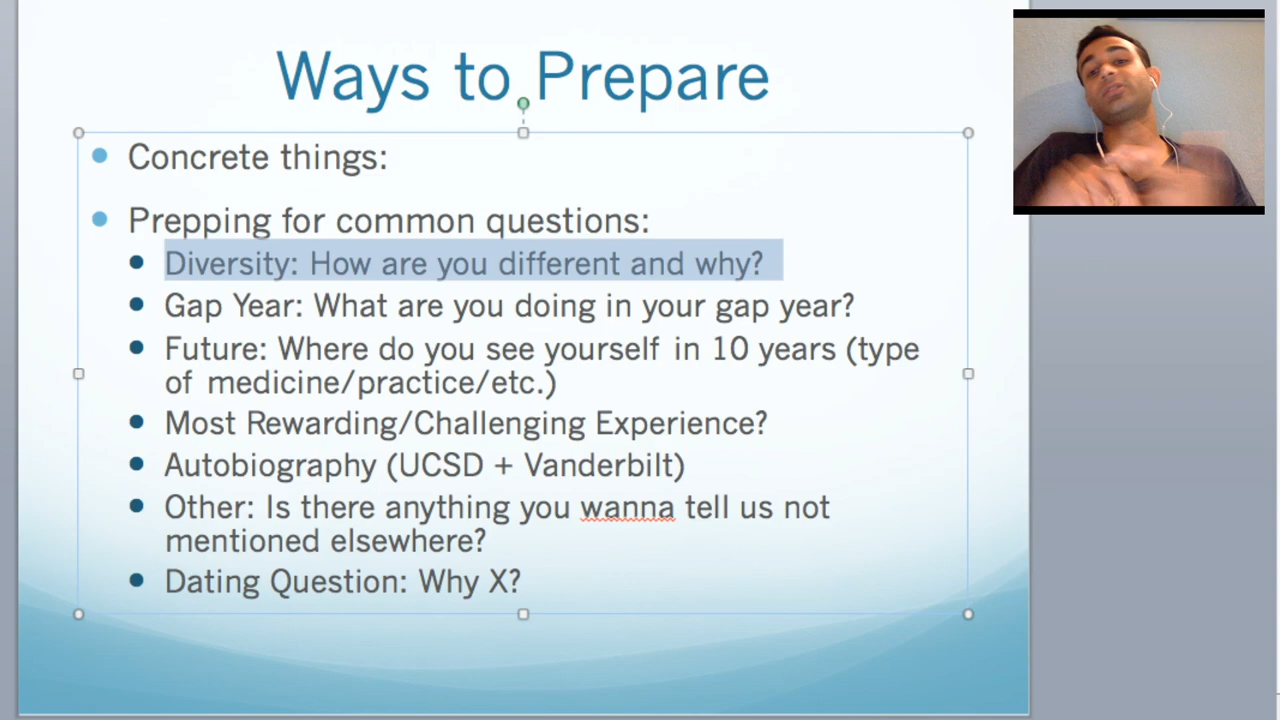 Ways to Prepare
Concrete things:
Prepping for common questions:
Diversity: How are you different and why?
Gap Year: What are you doing in your gap year?
Future: Where do you see yourself in 10 years (type
of medicine/practice/etc.)
Most Rewarding/Challenging Experience?
Autobiography (UCSD + Vanderbilt)
Other: Is there anything you wanna tell us not
mentioned elsewhere?
Dating Question: Why X?